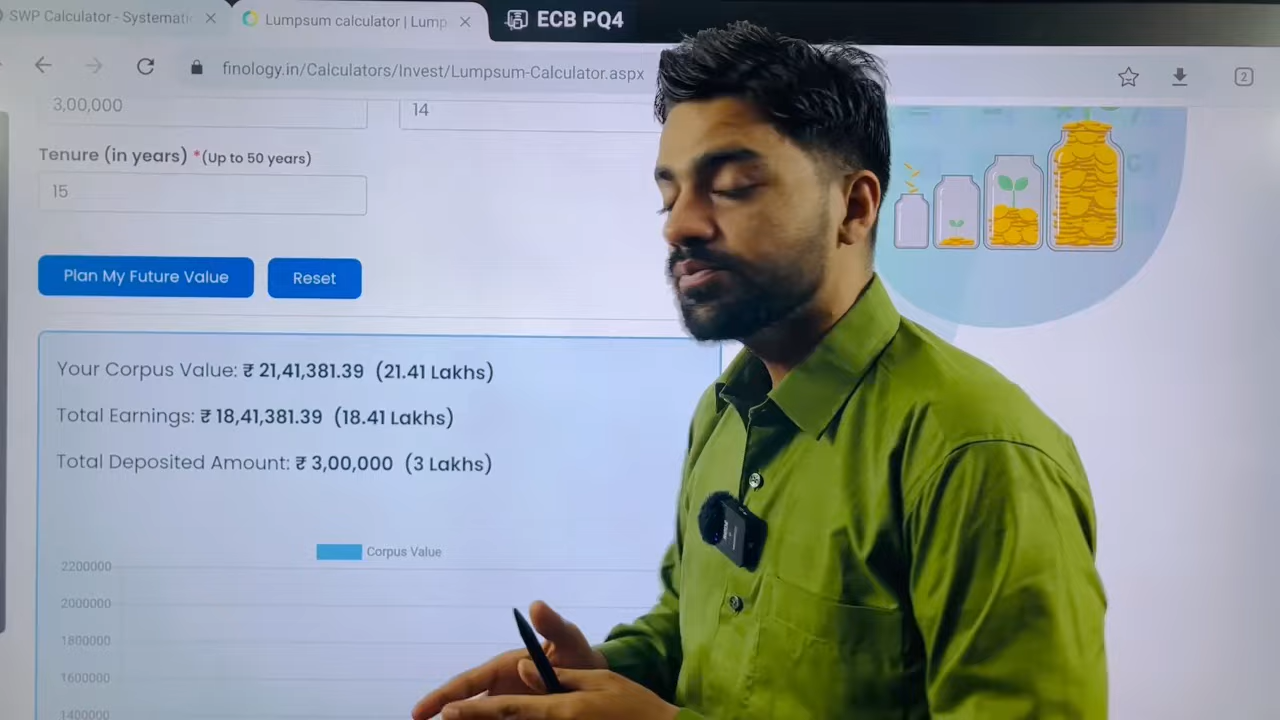 SWP Calculator - Systemati
Lumpsum calculator | Lump
ECB PQ4
finology.in/Calculators/Invest/Lumpsum-Calculator.aspx
2
3,00,000
14
Tenure (in years) *(Up to 50 years)
15
Plan My Future Value
Reset
Your Corpus Value: ₹ 21,41,381.39 (21.41 Lakhs)
Total Earnings: ₹ 18,41,381.39 (18.41 Lakhs)
Total Deposited Amount: ₹ 3,00,000 (3 Lakhs)
Corpus Value
2200000
2000000
1800000
1600000
1400000